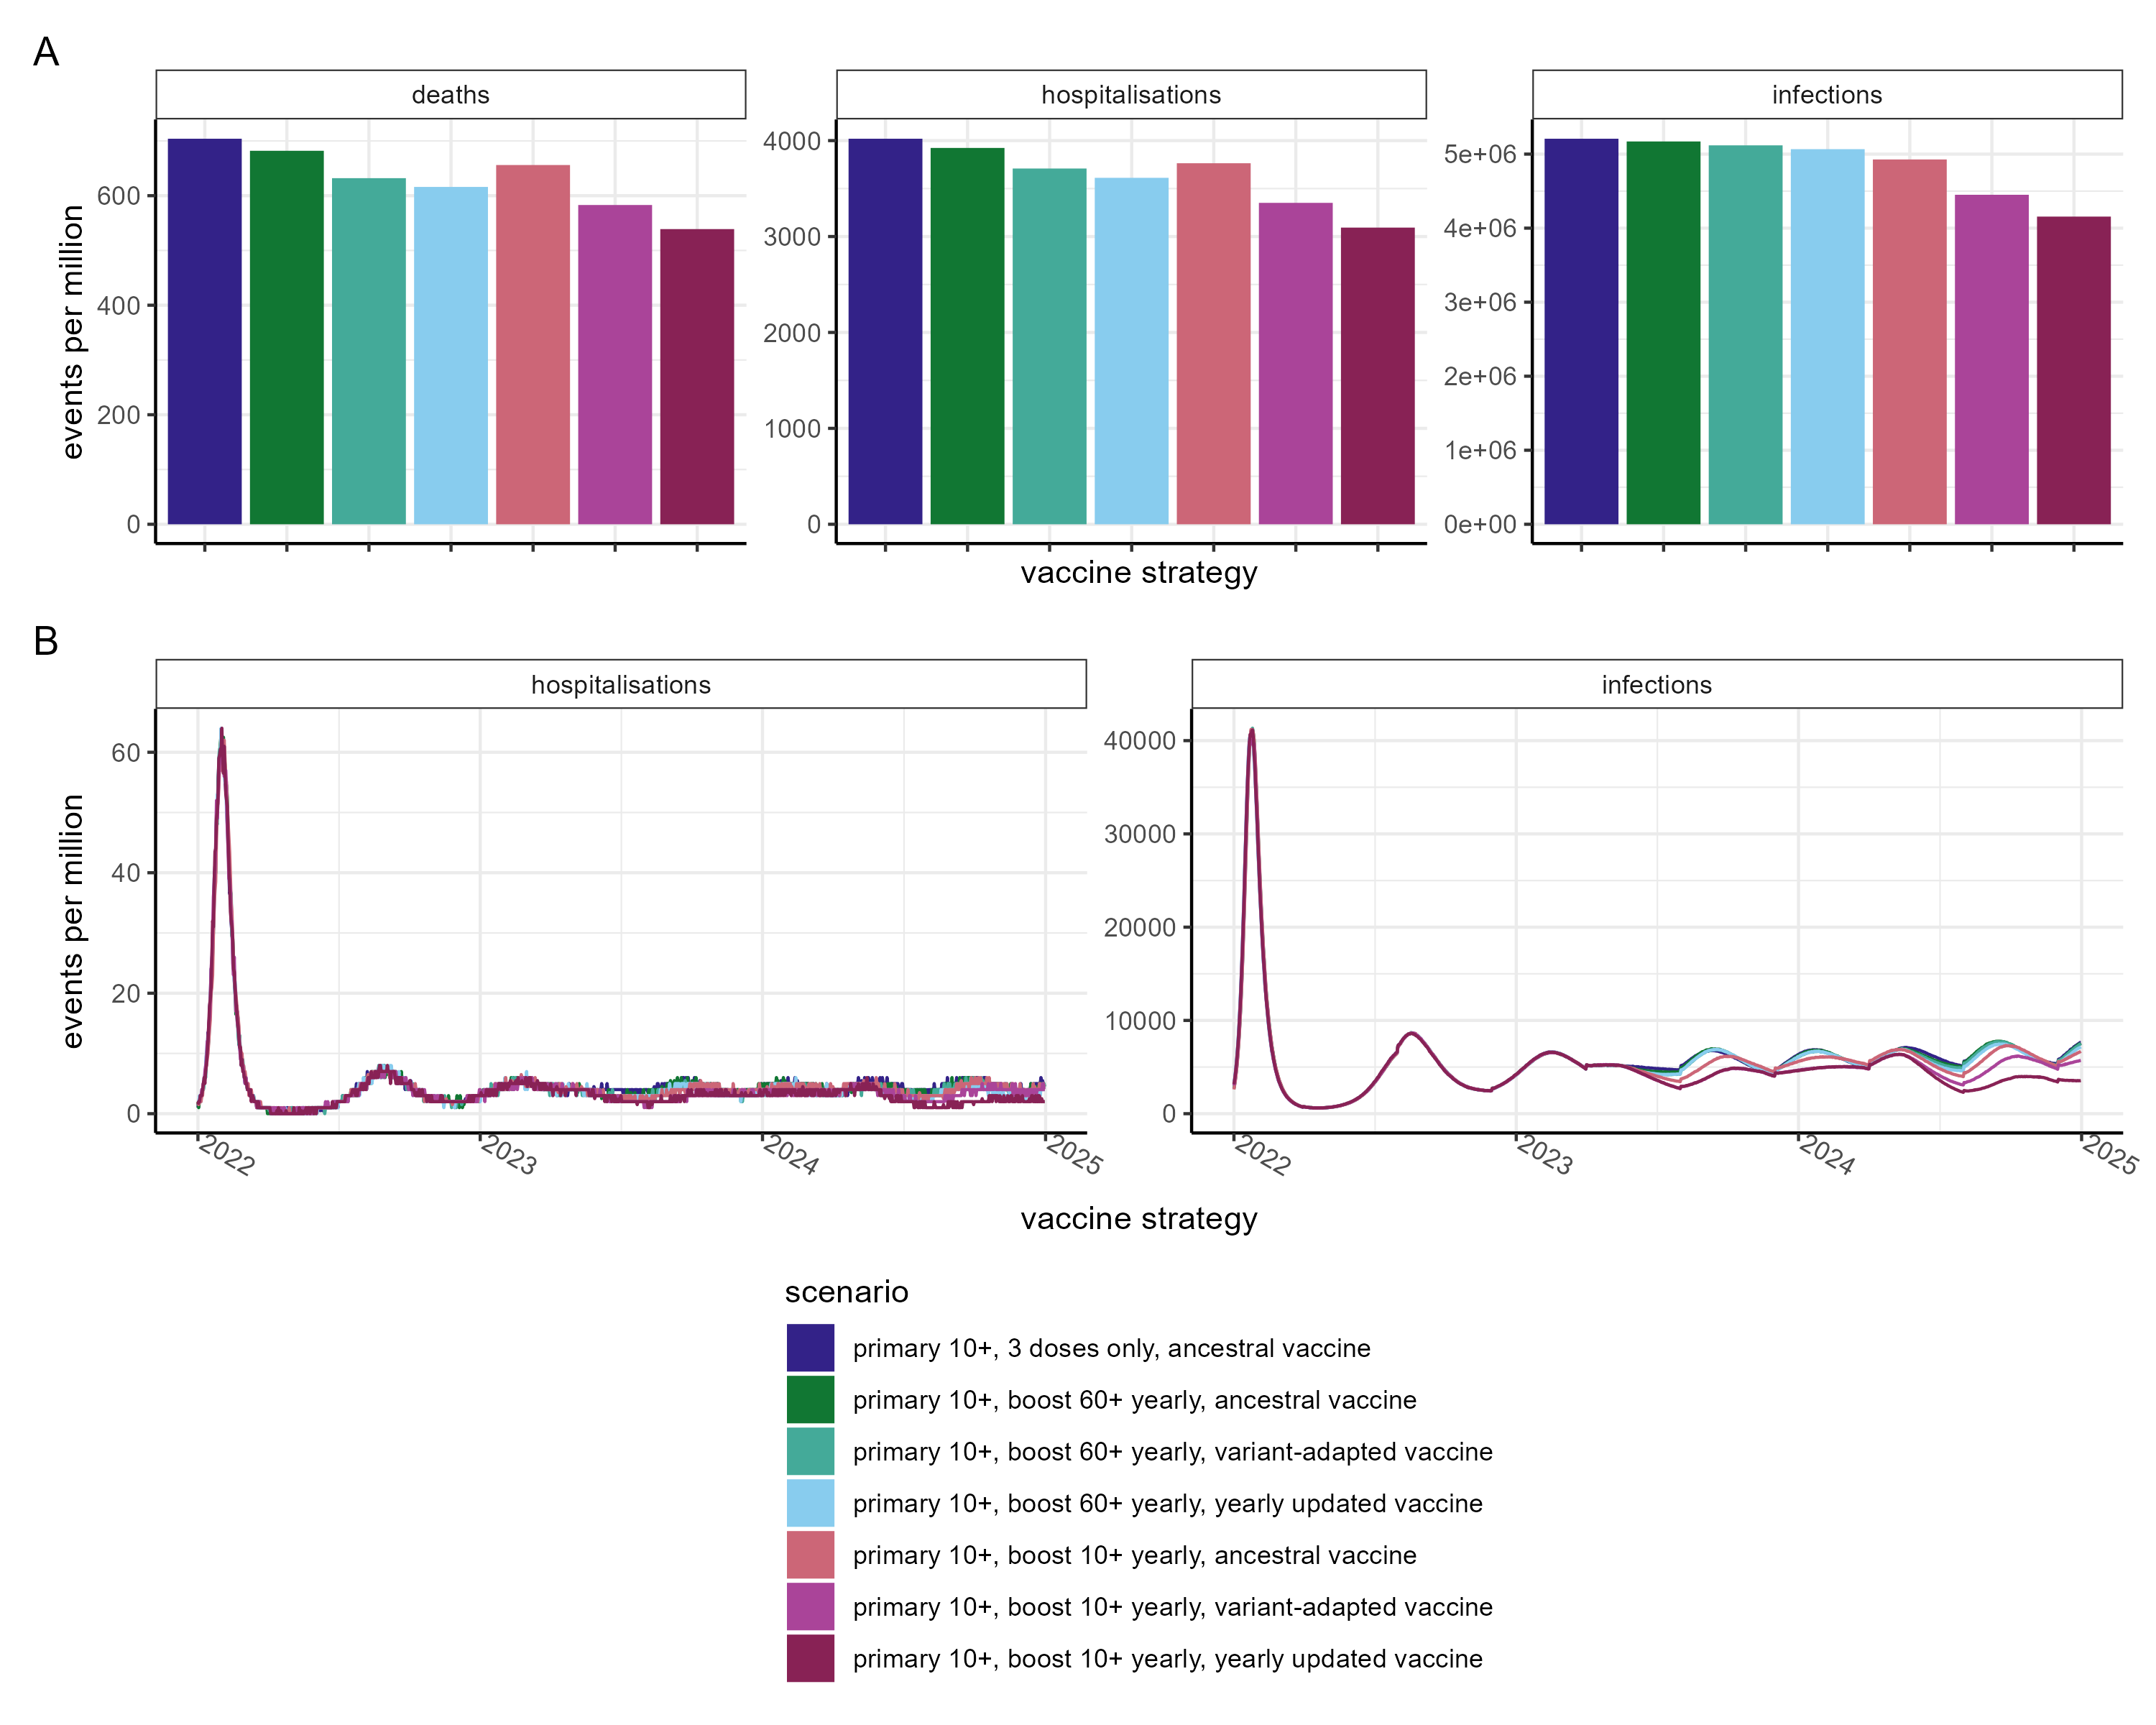 A
deaths
hospitalisations
infections
events per million
600
400
200
0
4000
3000
2000
1000
0
5e+06
4e+06
3e+06
2e+06
1e+06
0e+00
vaccine strategy
B
hospitalisations
infections
events per million
60
40
20
0
2022
2023
2024
2025
40000
30000
20000
10000
0
2022
2023
2024
2025
vaccine strategy
scenario
primary 10+, 3 doses only, ancestral vaccine
primary 10+, boost 60+ yearly, ancestral vaccine
primary 10+, boost 60+ yearly, variant-adapted vaccine
primary 10+, boost 60+ yearly, yearly updated vaccine
primary 10+, boost 10+ yearly, ancestral vaccine
primary 10+, boost 10+ yearly, variant-adapted vaccine
primary 10+, boost 10+ yearly, yearly updated vaccine